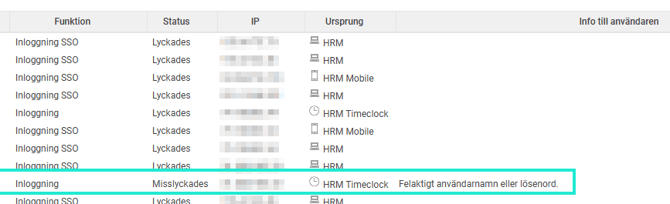 Funktion Status IP Ursprung Info till användaren
Inloggning SSO Lyckades HRM
Inloggning SSO Lyckades HRM
Inloggning SSO Lyckades HRM Mobile
Inloggning SSO Lyckades HRM
Inloggning Lyckades HRM Timeclock
Inloggning SSO Lyckades HRM Mobile
Inloggning SSO Lyckades HRM
Inloggning SSO Lyckades HRM
Inloggning Misslyckades HRM Timeclock Felaktigt användarnamn eller lösenord.
Inloggning SSO Lyckades HRM